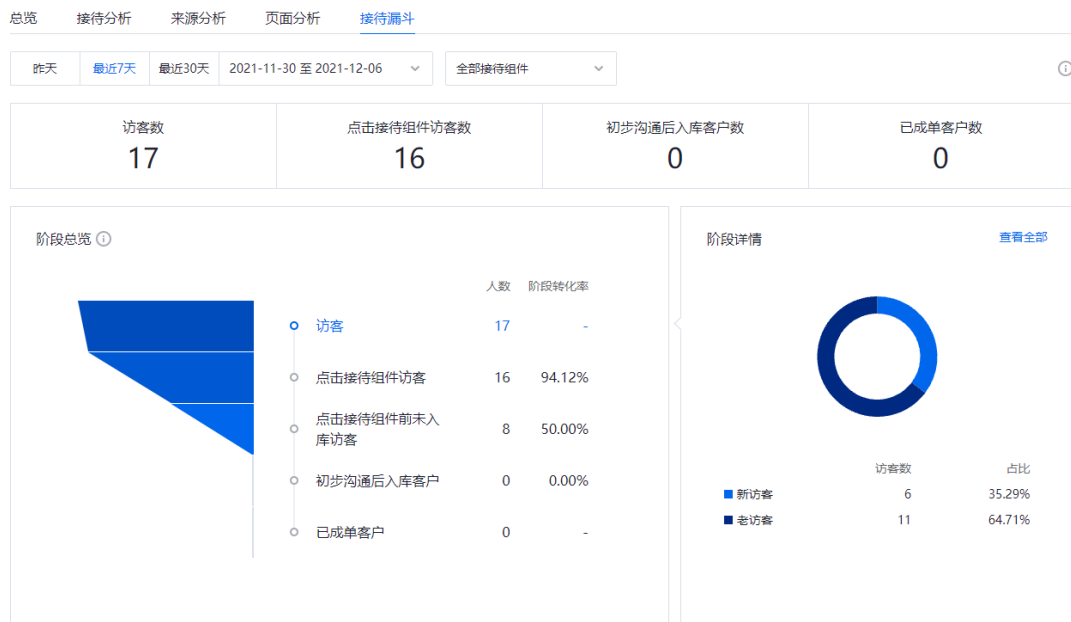 总览 接待分析 来源分析 页面分析 接待漏斗
昨天 最近7天 最近30天 2021-11-30 至 2021-12-06 全部接待组件
访客数 点击接待组件访客数 初步沟通后入库客户数 已成单客户数
17 16 0 0
阶段总览
人数 阶段转化率
访客 17 -
点击接待组件访客 16 94.12%
点击接待组件前未入
库访客 8 50.00%
初步沟通后入库客户 0 0.00%
已成单客户 0 -
阶段详情 查看全部
访客数 占比
新访客 6 35.29%
老访客 11 64.71%